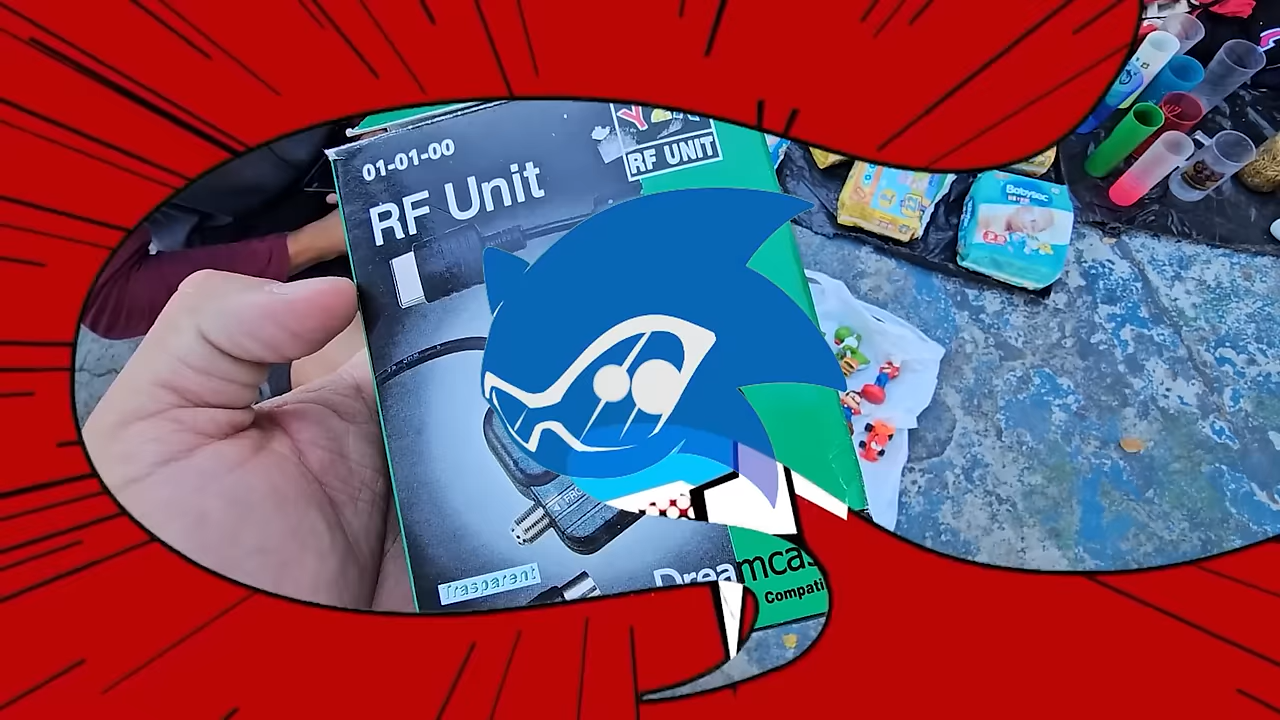 01-01-00
RF Unit
RF UNIT
Babysec
Trasparent
Dreamcas
Compati